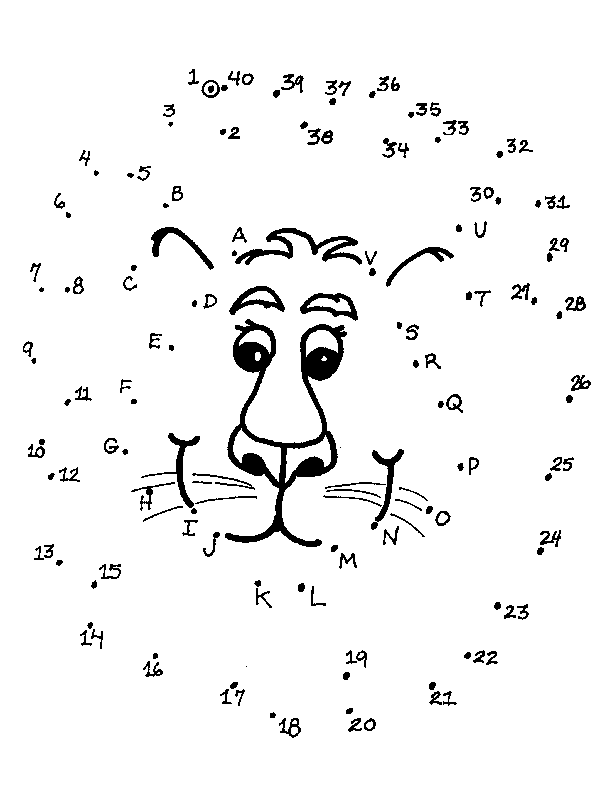 1 40 39 37 36
3 2 38 35 33
34 32
4 5
6 B 30 31
A U
V 29
7 8 C
D T 27 28
S
9 E R
11 F Q 26
10 G
12 P 25
H
I O
J N
13 M 24
15 K L
14 23
16 19 22
17 21
18 20